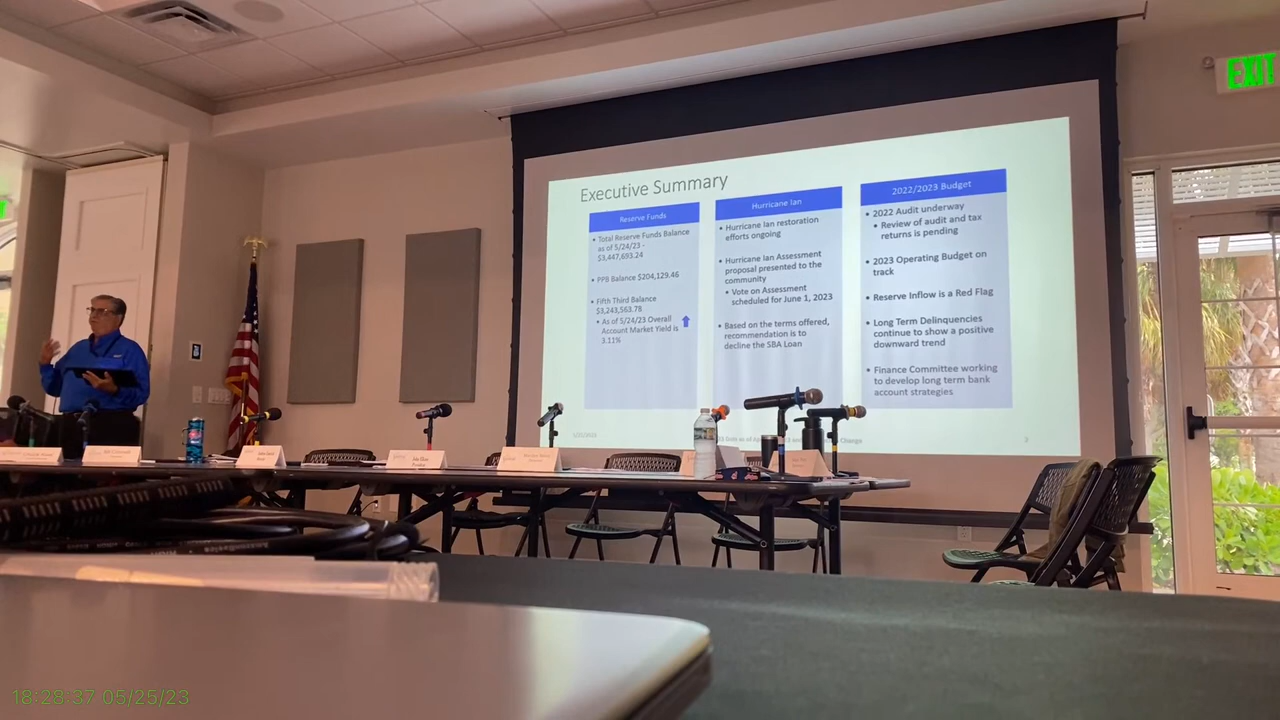 EXIT
Executive Summary
Reserve Funds
• Total Reserve Funds Balance
as of 5/24/23 -
$3,447,693.24
• PPB Balance $204,129.46
• Fifth Third Balance
$3,243,563.78
• As of 5/24/23 Overall
Account Market Yield is
3.11%
Hurricane Ian
• Hurricane Ian restoration
efforts ongoing
• Hurricane Ian Assessment
proposal presented to the
community
• Vote on Assessment
scheduled for June 1, 2023
• Based on the terms offered,
recommendation is to
decline the SBA Loan
2022/2023 Budget
• 2022 Audit underway
• Review of audit and tax
returns is pending
• 2023 Operating Budget on
track
• Reserve Inflow is a Red Flag
• Long Term Delinquencies
continue to show a positive
downward trend
• Finance Committee working
to develop long term bank
account strategies
Change
18:28:37 05/25/23